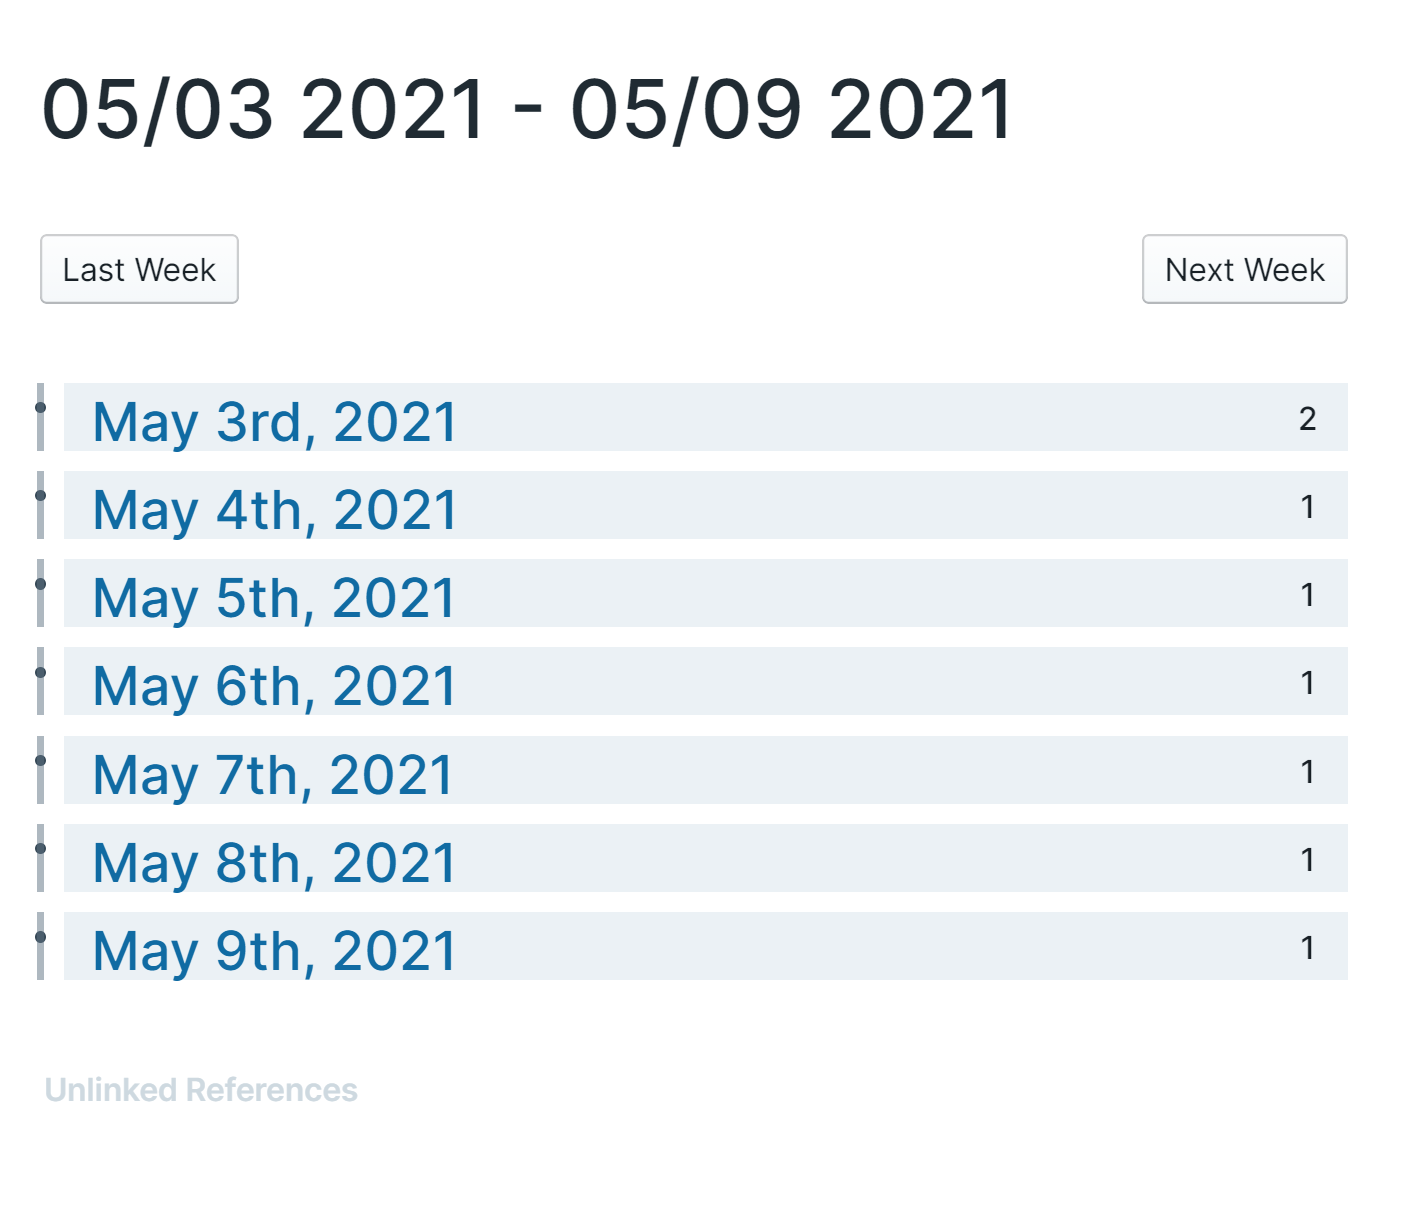 05/03 2021 - 05/09 2021
Last Week Next Week
May 3rd, 2021 2
May 4th, 2021 1
May 5th, 2021 1
May 6th, 2021 1
May 7th, 2021 1
May 8th, 2021 1
May 9th, 2021 1
Unlinked References